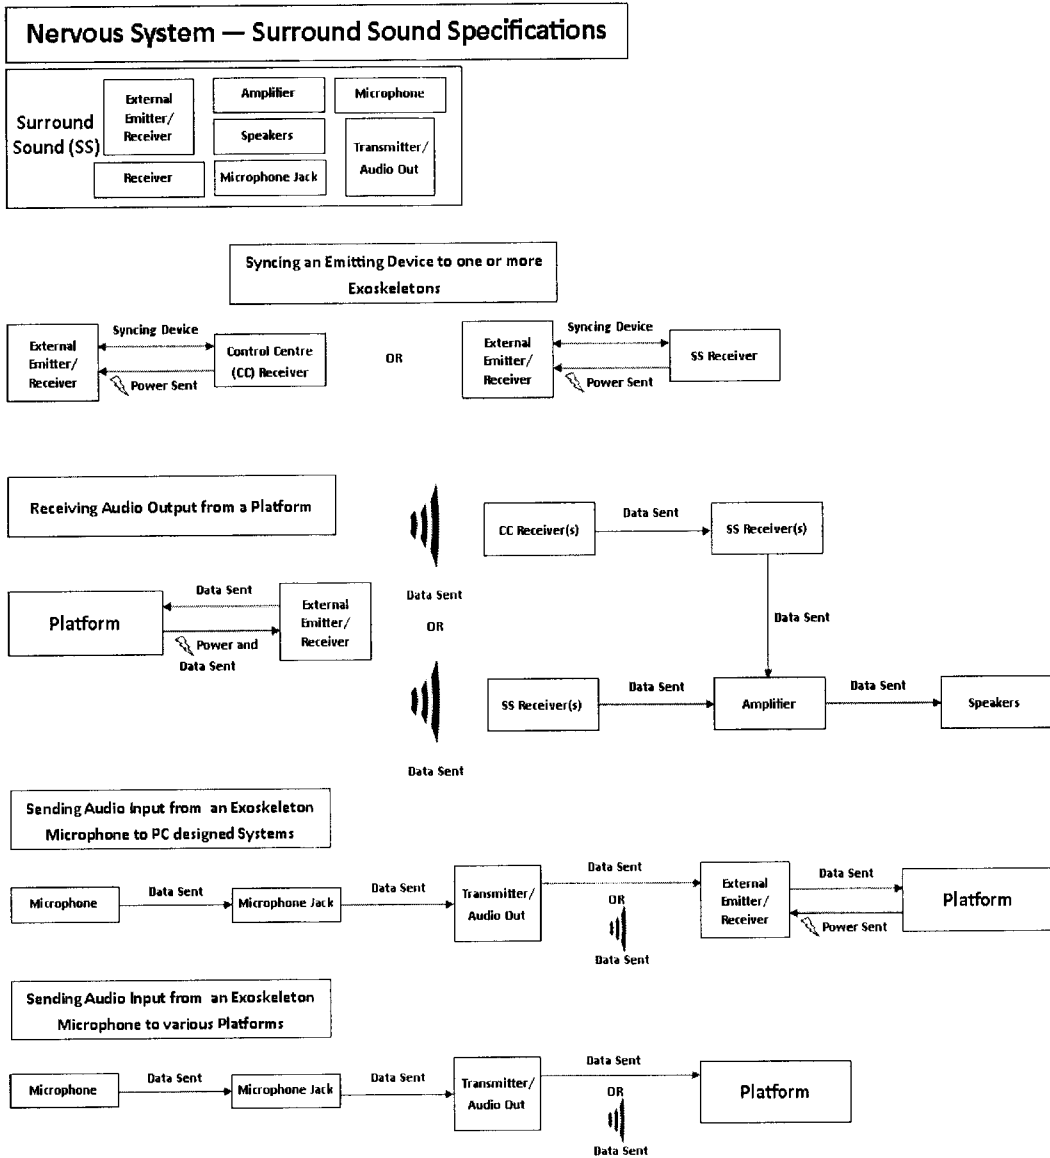 Nervous System — Surround Sound Specifications
Surround
Sound (SS)
External
Emitter/
Receiver
Receiver
Amplifier
Speakers
Microphone Jack
Microphone
Transmitter/
Audio Out
Syncing an Emitting Device to one or more
Exoskeletons
External
Emitter/
Receiver
Syncing Device
Power Sent
Control Centre
(CC) Receiver
OR
External
Emitter/
Receiver
Syncing Device
Power Sent
SS Receiver
Receiving Audio Output from a Platform
Platform
Data Sent
Power and
Data Sent
External
Emitter/
Receiver
Data Sent
OR
Data Sent
CC Receiver(s)
Data Sent
SS Receiver(s)
Data Sent
SS Receiver(s)
Data Sent
Amplifier
Data Sent
Speakers
Sending Audio Input from an Exoskeleton
Microphone to PC designed Systems
Microphone
Data Sent
Microphone Jack
Data Sent
Transmitter/
Audio Out
Data Sent
OR
Data Sent
External
Emitter/
Receiver
Data Sent
Power Sent
Platform
Sending Audio Input from an Exoskeleton
Microphone to various Platforms
Microphone
Data Sent
Microphone Jack
Data Sent
Transmitter/
Audio Out
Data Sent
OR
Data Sent
Platform